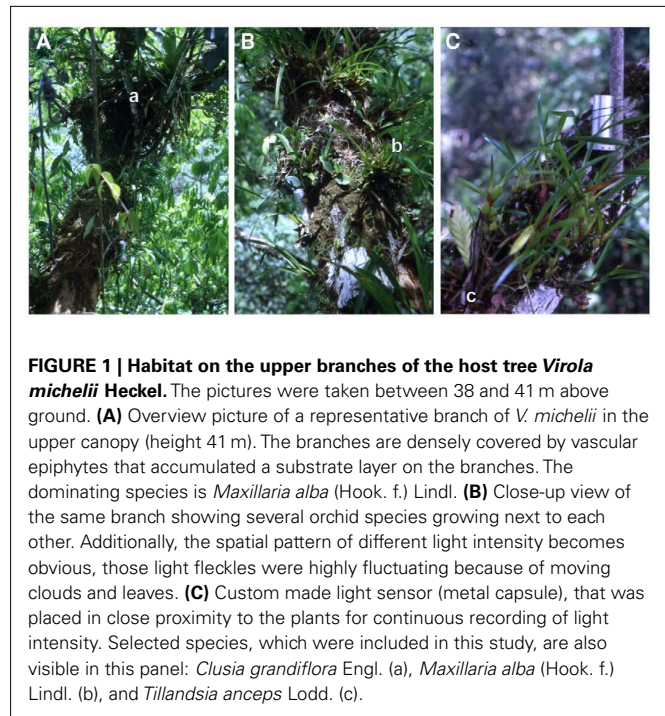 A
B
C
a
b
c
FIGURE 1 | Habitat on the upper branches of the host tree Virola
michelii Heckel. The pictures were taken between 38 and 41 m above
ground. (A) Overview picture of a representative branch of V. michelii in the
upper canopy (height 41 m). The branches are densely covered by vascular
epiphytes that accumulated a substrate layer on the branches. The
dominating species is Maxillaria alba (Hook. f.) Lindl. (B) Close-up view of
the same branch showing several orchid species growing next to each
other. Additionally, the spatial pattern of different light intensity becomes
obvious, those light fleckles were highly fluctuating because of moving
clouds and leaves. (C) Custom made light sensor (metal capsule), that was
placed in close proximity to the plants for continuous recording of light
intensity. Selected species, which were included in this study, are also
visible in this panel: Clusia grandiflora Engl. (a), Maxillaria alba (Hook. f.)
Lindl. (b), and Tillandsia anceps Lodd. (c).